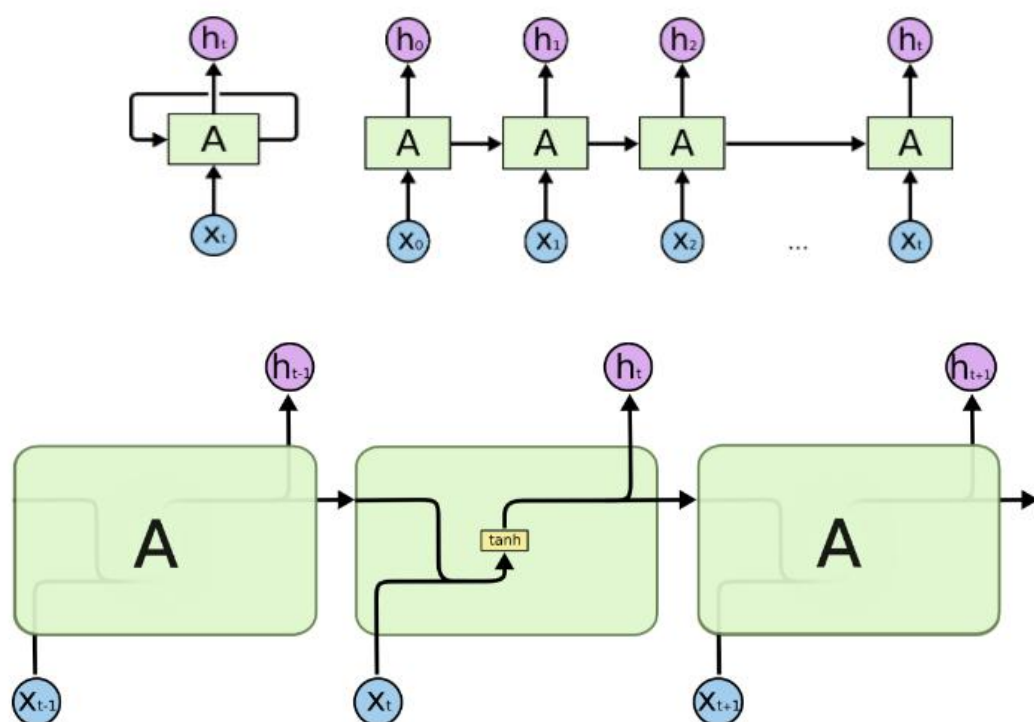 hₜ h₀ h₁ h₂ hₜ
A A A A A
xₜ x₀ x₁ x₂ ... xₜ
hₜ₋₁ hₜ hₜ₊₁
A tanh A
xₜ₋₁ xₜ xₜ₊₁